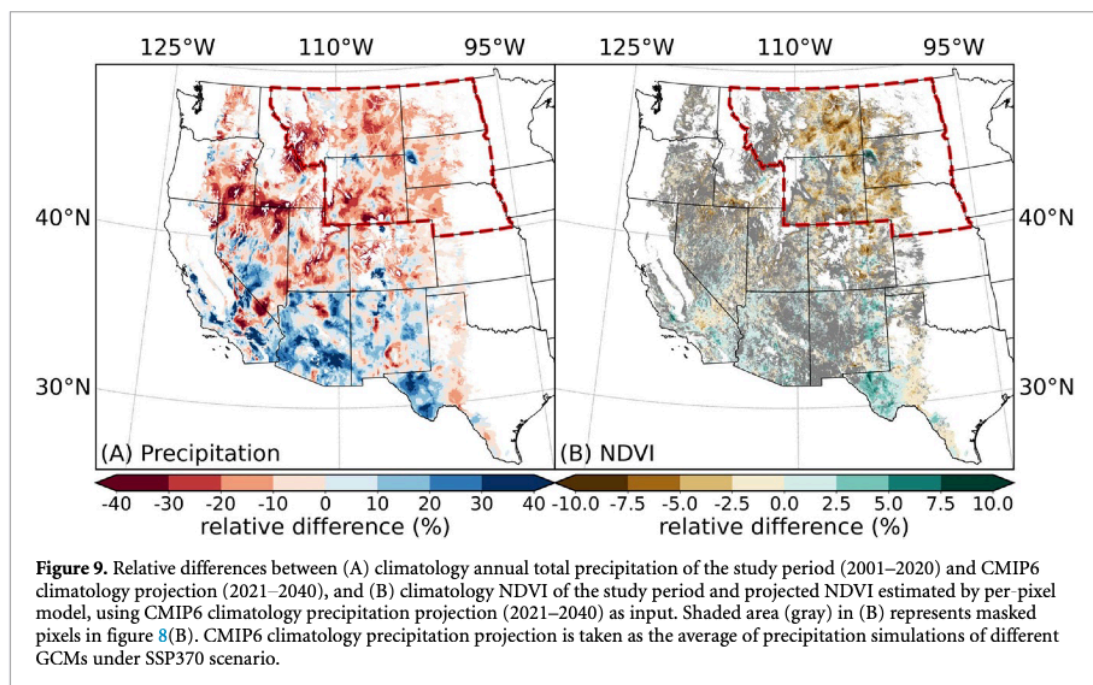 125°W 110°W 95°W 125°W 110°W 95°W
40°N 40°N
30°N 30°N
(A) Precipitation (B) NDVI
-40 -30 -20 -10 0 10 20 30 40 -10.0 -7.5 -5.0 -2.5 0.0 2.5 5.0 7.5 10.0
relative difference (%) relative difference (%)
Figure 9. Relative differences between (A) climatology annual total precipitation of the study period (2001–2020) and CMIP6
climatology projection (2021–2040), and (B) climatology NDVI of the study period and projected NDVI estimated by per-pixel
model, using CMIP6 climatology precipitation projection (2021–2040) as input. Shaded area (gray) in (B) represents masked
pixels in figure 8(B). CMIP6 climatology precipitation projection is taken as the average of precipitation simulations of different
GCMs under SSP370 scenario.